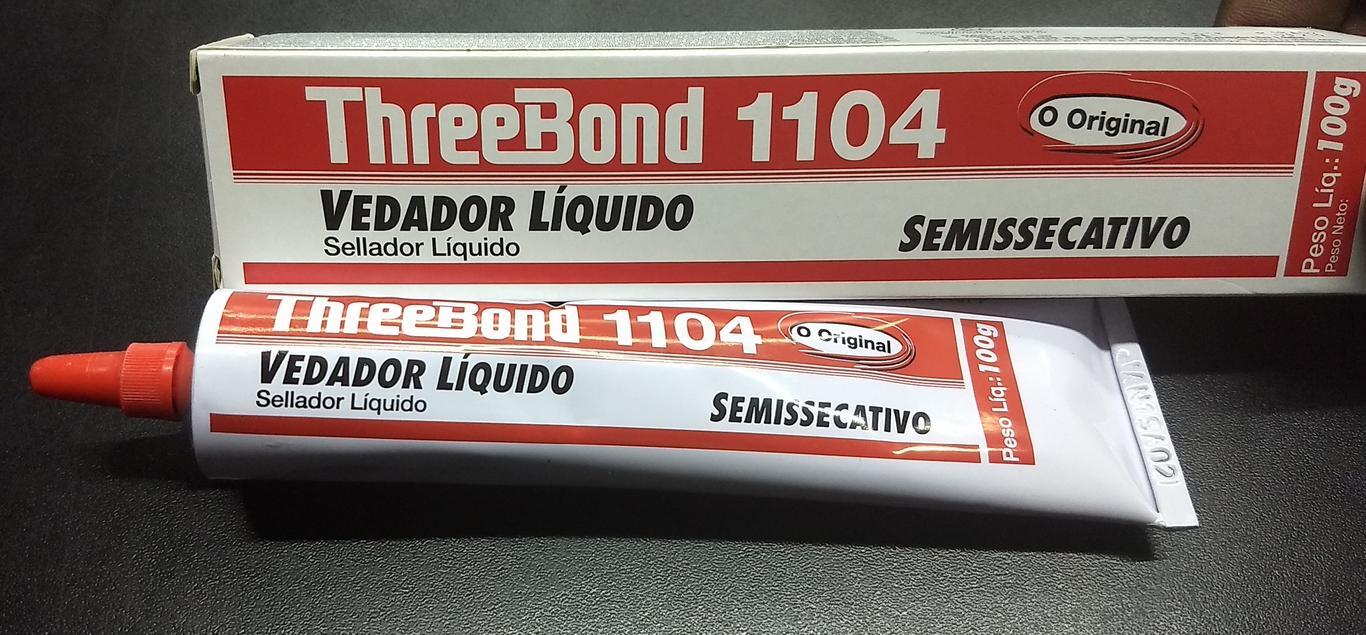 ThreeBond 1104
O Original
VEDADOR LÍQUIDO
Sellador Líquido
SEMISSECATIVO
Peso Líq.: 100g
Peso Neto:
ThreeBond 1104
O Original
VEDADOR LÍQUIDO
Sellador Líquido
SEMISSECATIVO
Peso Líq.: 100g